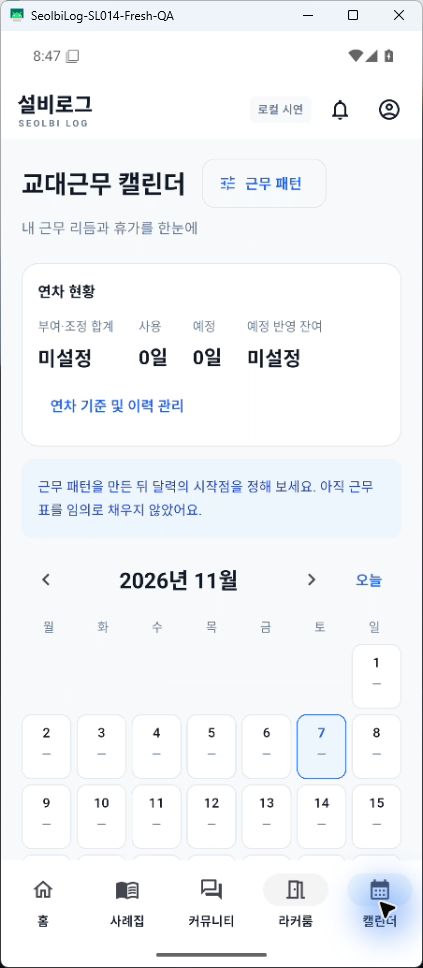 SeolbiLog-SL014-Fresh-QA
8:47
설비로그
SEOLBI LOG
로컬 시연
교대근무 캘린더
근무 패턴
내 근무 리듬과 휴가를 한눈에
연차 현황
부여·조정 합계 사용 예정 예정 반영 잔여
미설정 0일 0일 미설정
연차 기준 및 이력 관리
근무 패턴을 만든 뒤 달력의 시작점을 정해 보세요. 아직 근무
표를 임의로 채우지 않았어요.
2026년 11월 오늘
월 화 수 목 금 토 일
1
–
2 3 4 5 6 7 8
– – – – – – –
9 10 11 12 13 14 15
– – – – – – –
홈 사례집 커뮤니티 라커룸 캘린더